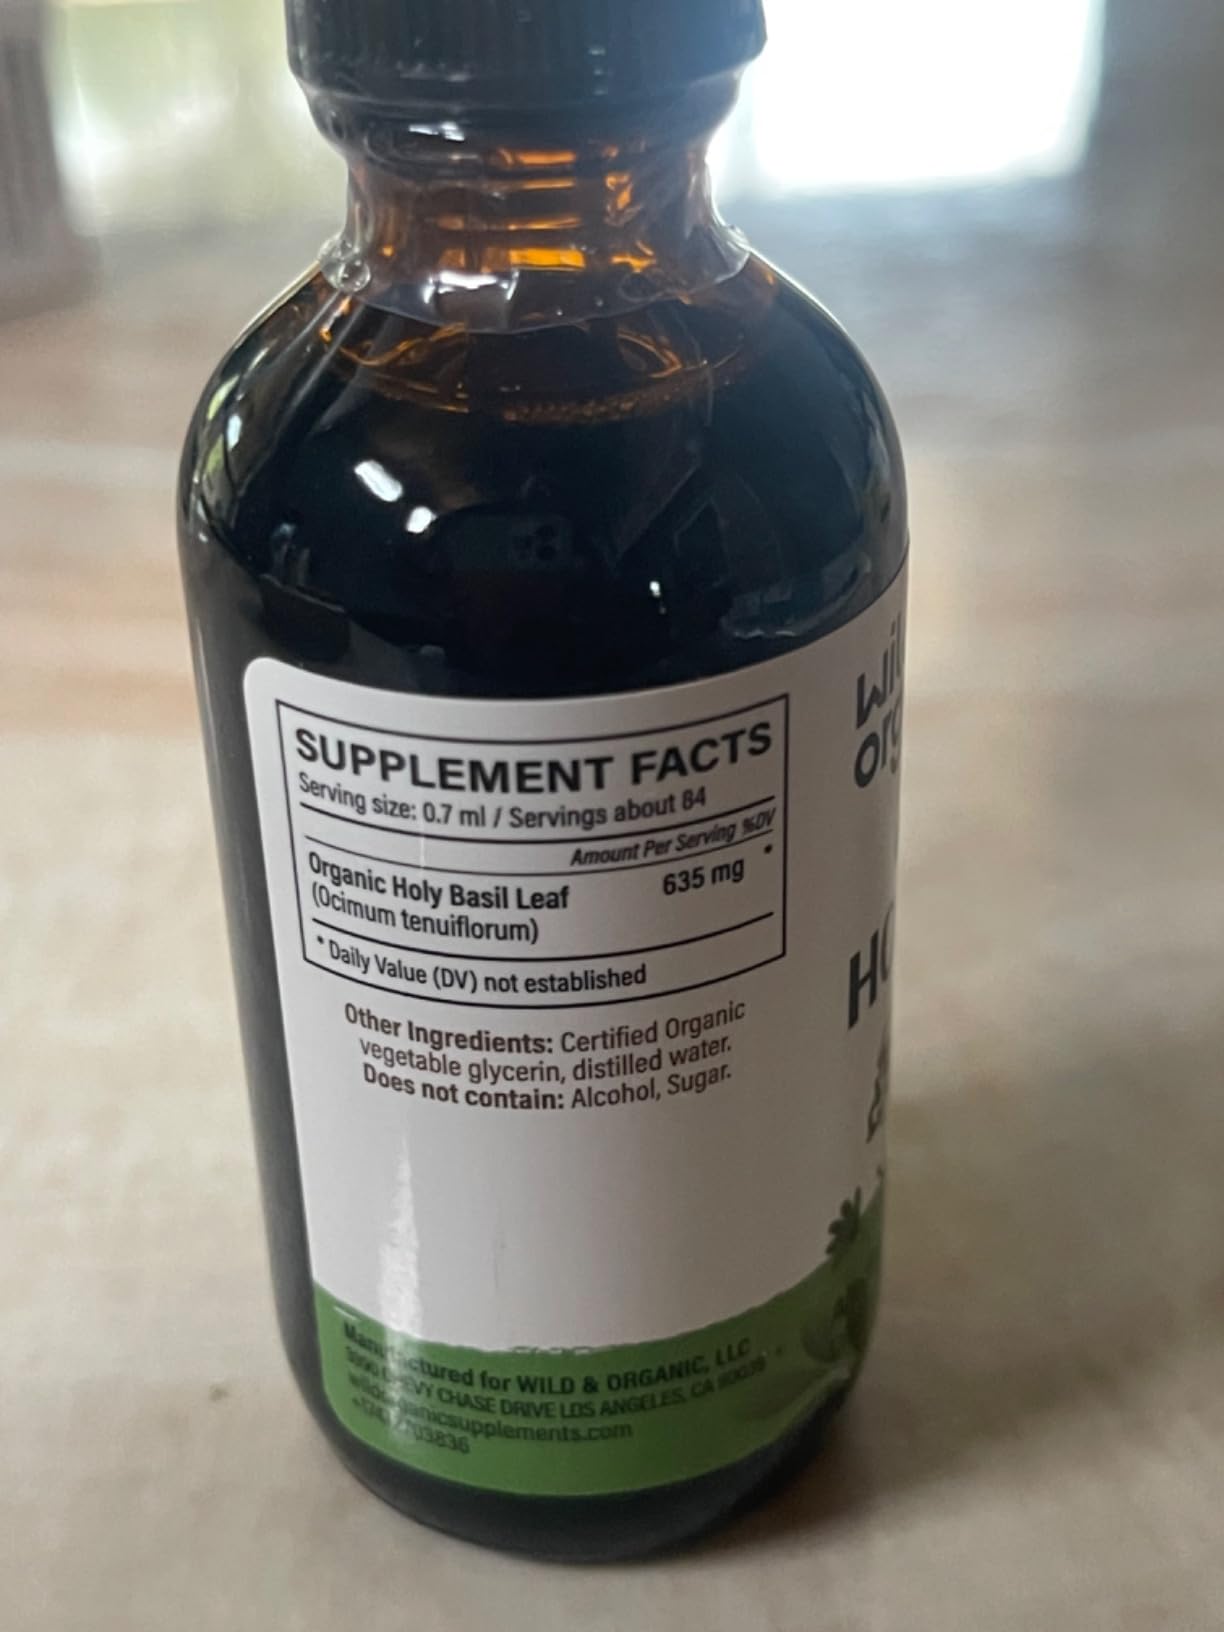 SUPPLEMENT FACTS
Serving size: 0.7 ml / Servings about 84
Amount Per Serving %DV
Organic Holy Basil Leaf 635 mg *
(Ocimum tenuiflorum)
* Daily Value (DV) not established
Other Ingredients: Certified Organic
vegetable glycerin, distilled water.
Does not contain: Alcohol, Sugar.
Manufactured for WILD & ORGANIC, LLC
CHASE DRIVE LOS ANGELES, CA